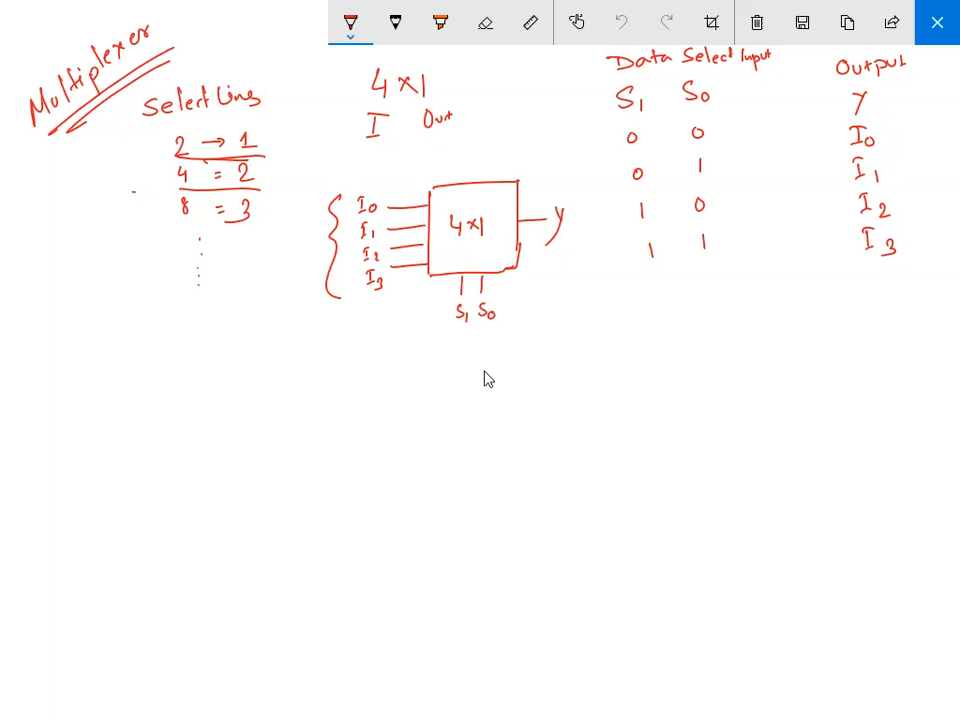 Multiplexer
Select Line
2 → 1
4 = 2
8 = 3
4×1
I Out
I0
I1
I2
I3
4×1
Y
S1 S0
Data Select Input Output
S1 S0 Y
0 0 I0
0 1 I1
1 0 I2
1 1 I3